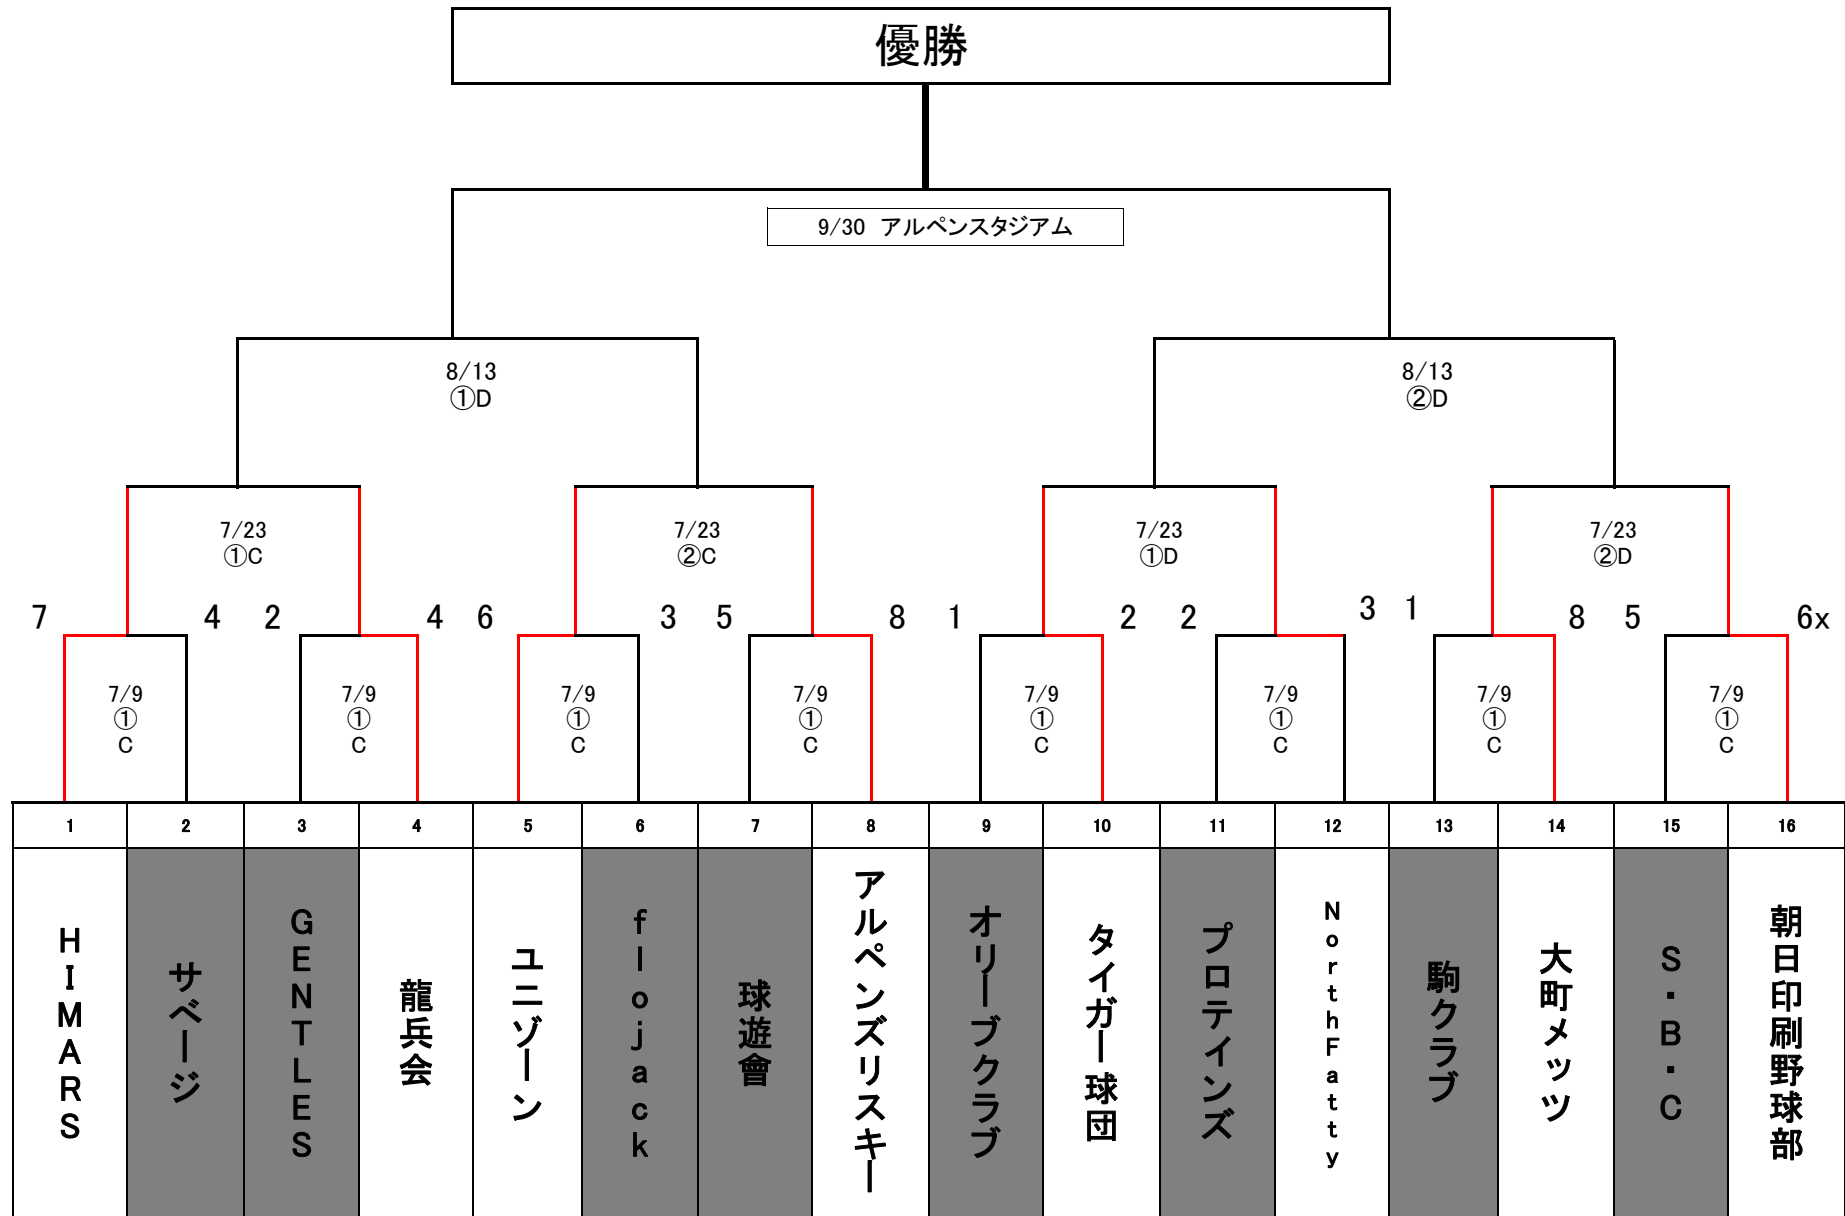 優勝
9/30 アルペンスタジアム
8/13
①D
8/13
②D
7/23
①C
7/23
②C
7/23
①D
7/23
②D
7 4 2 4 6 3 5 8 1 2 2 3 1 8 5 6x
7/9
①
C
7/9
①
C
7/9
①
C
7/9
①
C
7/9
①
C
7/9
①
C
7/9
①
C
7/9
①
C
1 2 3 4 5 6 7 8 9 10 11 12 13 14 15 16
HIMARS
サベージ
GENTLES
龍兵会
ユニゾーン
flojack
球遊會
アルペンズリスキー
オリーブクラブ
タイガー球団
プロテインズ
NorthFatty
駒クラブ
大町メッツ
S・B・C
朝日印刷野球部